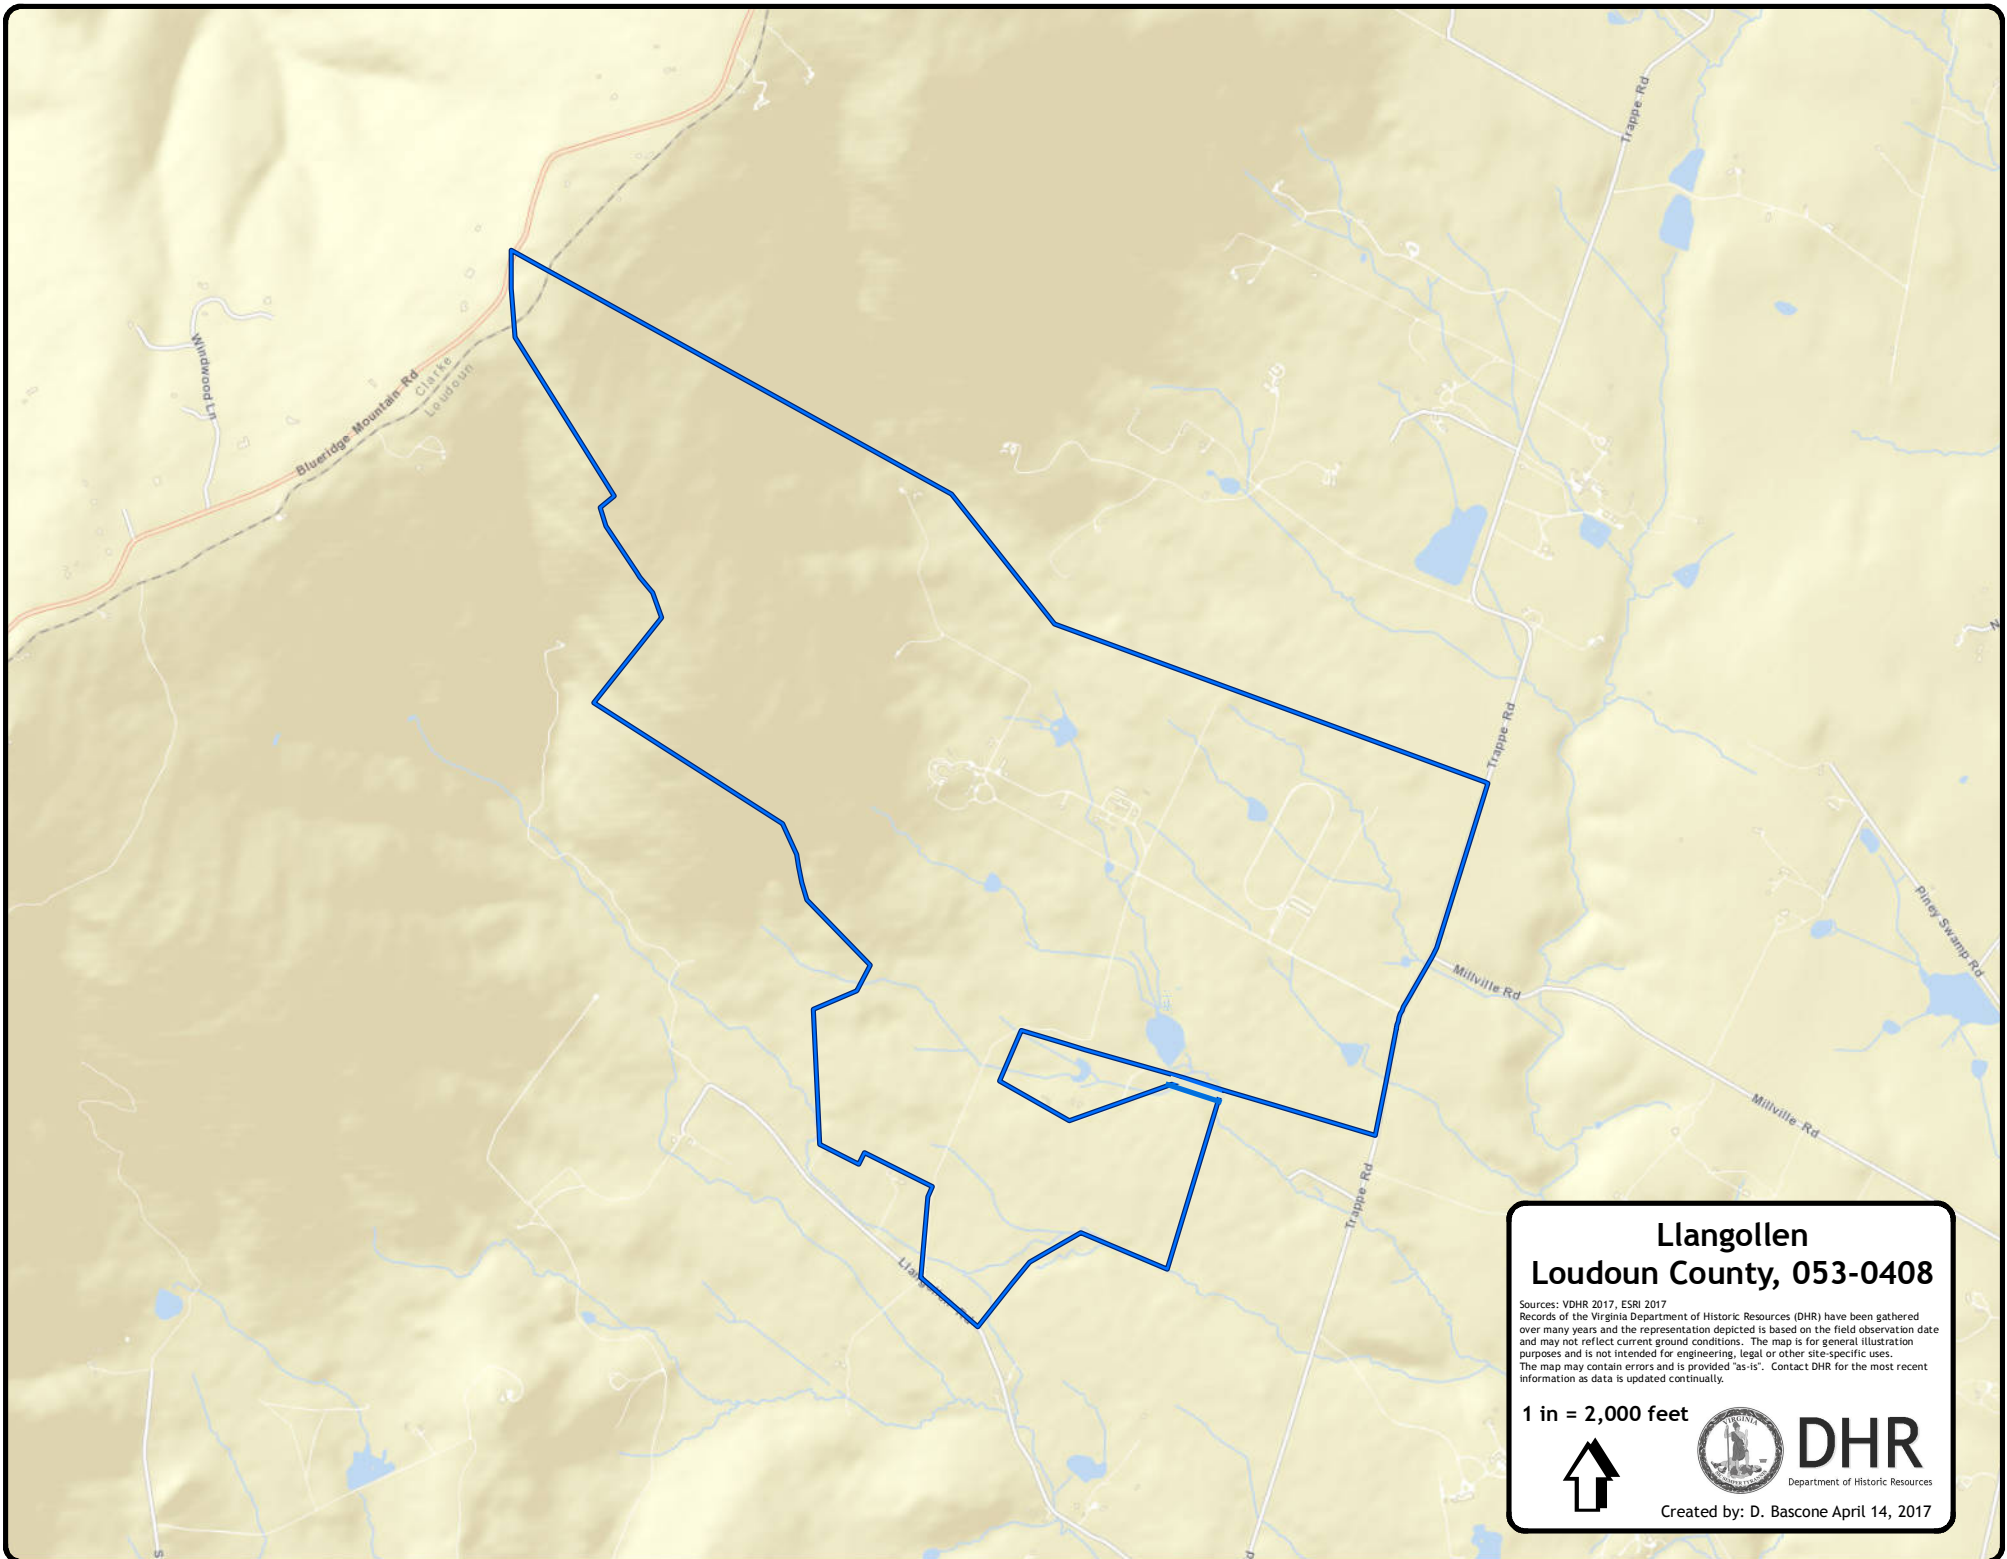 Trappe Rd
Windwood Ln
Blueridge Mountain Rd
Clarke
Loudoun
N
Trappe Rd
Piney Swamp Rd
Millville Rd
Millville Rd
Trappe Rd
Llangollen Rd
S
d
Llangollen
Loudoun County, 053-0408
Sources: VDHR 2017, ESRI 2017
Records of the Virginia Department of Historic Resources (DHR) have been gathered
over many years and the representation depicted is based on the field observation date
and may not reflect current ground conditions. The map is for general illustration
purposes and is not intended for engineering, legal or other site-specific uses.
The map may contain errors and is provided "as-is". Contact DHR for the most recent
information as data is updated continually.
1 in = 2,000 feet
VIRGINIA
SIC SEMPER TYRANNIS
DHR
Department of Historic Resources
Created by: D. Bascone April 14, 2017